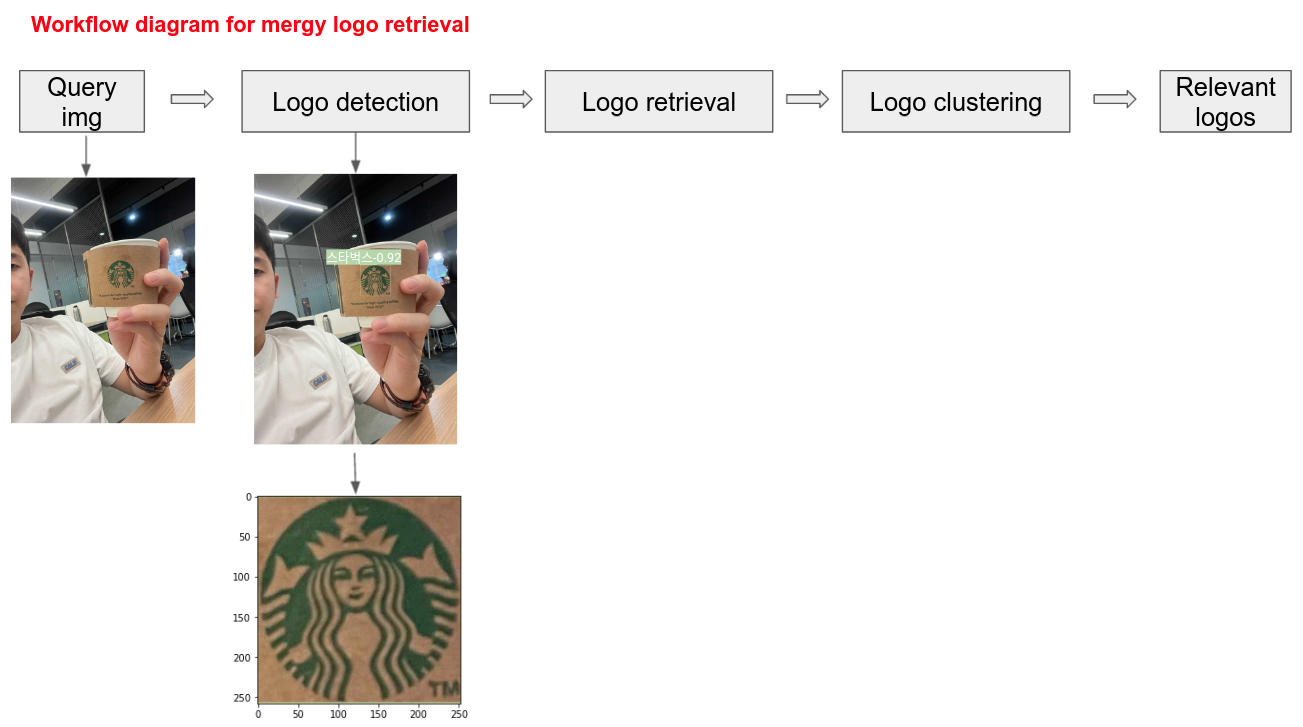 Workflow diagram for mergy logo retrieval
Query
img
Logo detection
Logo retrieval
Logo clustering
Relevant
logos
스타벅스-0.92
TM
0
50
100
150
200
250
0
50
100
150
200
250